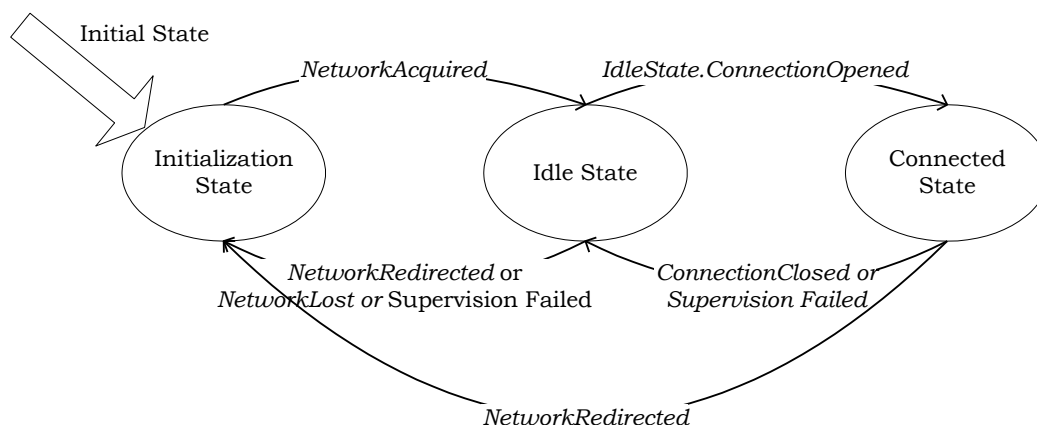 Initial State
NetworkAcquired
IdleState.ConnectionOpened
Initialization
State
Idle State
Connected
State
NetworkRedirected or
NetworkLost or Supervision Failed
ConnectionClosed or
Supervision Failed
NetworkRedirected